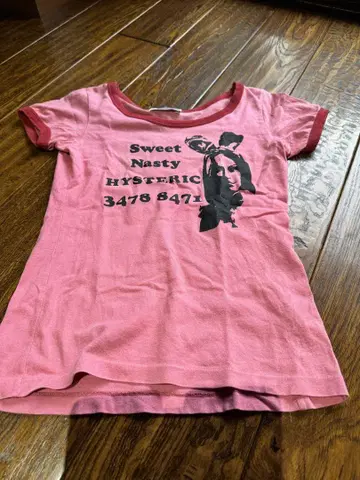 Sweet
Nasty
HYSTERIC
3478 8471